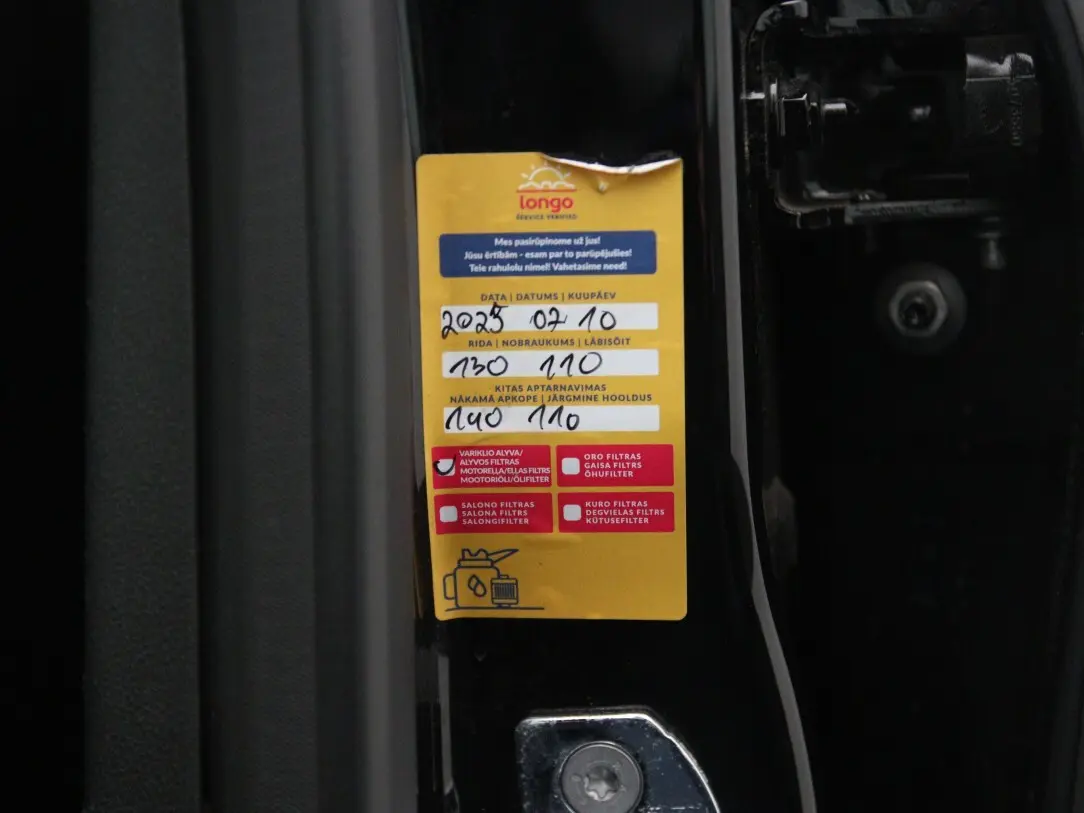 longo
SERVICE VERIFIED
Mes pasirūpinome už jus!
Jūsu ērtībām - esam par to parūpējušies!
Teie rahulolu nimel! Vahetasime need!
DATA | DATUMS | KUUPÄEV
2025 07 10
RIDA | NOBRAUKUMS | LÄBISÕIT
130 110
KITAS APTARNAVIMAS
NĀKAMĀ APKOPE | JÄRGMINE HOOLDUS
140 110
VARIKLIO ALYVA/
ALYVOS FILTRAS
MOTOREĻĻA/EĻĻAS FILTRS
MOOTORIÕLI/ÕLIFILTER
ORO FILTRAS
GAISA FILTRS
ÕHUFILTER
SALONO FILTRAS
SALONA FILTRS
SALONGIFILTER
KURO FILTRAS
DEGVIELAS FILTRS
KÜTUSEFILTER